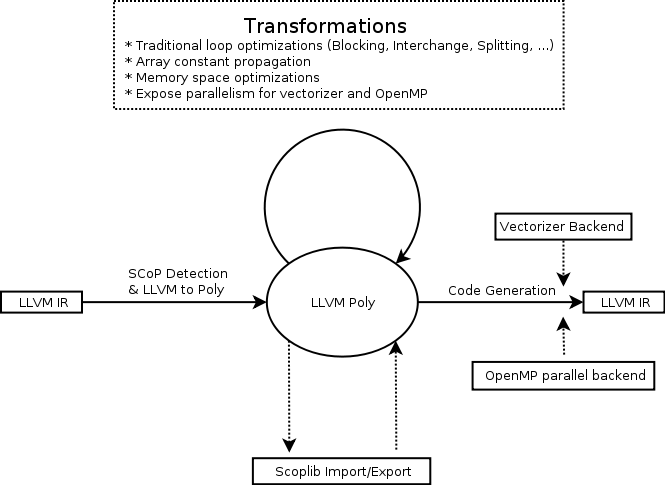 Transformations
* Traditional loop optimizations (Blocking, Interchange, Splitting, ...)
* Array constant propagation
* Memory space optimizations
* Expose parallelism for vectorizer and OpenMP
Vectorizer Backend
SCoP Detection
& LLVM to Poly
Code Generation
LLVM IR
LLVM Poly
LLVM IR
OpenMP parallel backend
Scoplib Import/Export